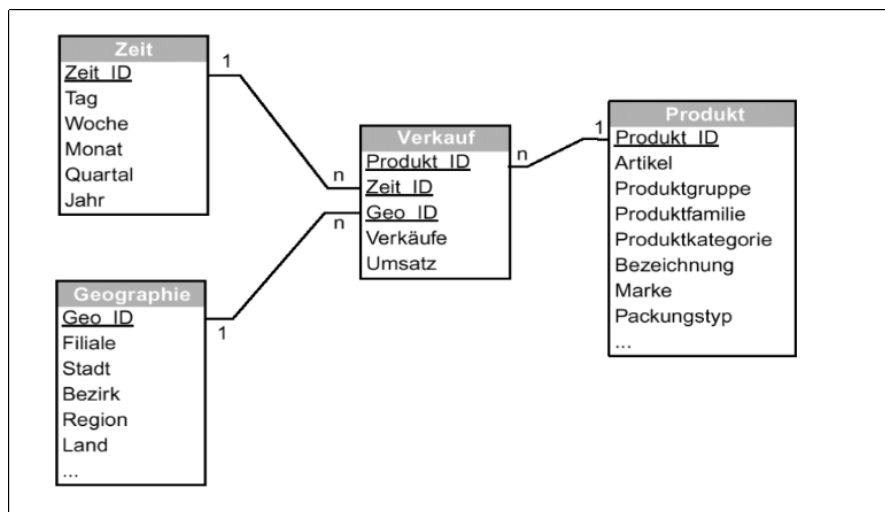 Zeit
Zeit_ID
Tag
Woche
Monat
Quartal
Jahr
1
n
Geographie
Geo_ID
Filiale
Stadt
Bezirk
Region
Land
...
1
n
Verkauf
Produkt_ID
Zeit_ID
Geo_ID
Verkäufe
Umsatz
n
1
Produkt
Produkt_ID
Artikel
Produktgruppe
Produktfamilie
Produktkategorie
Bezeichnung
Marke
Packungstyp
...